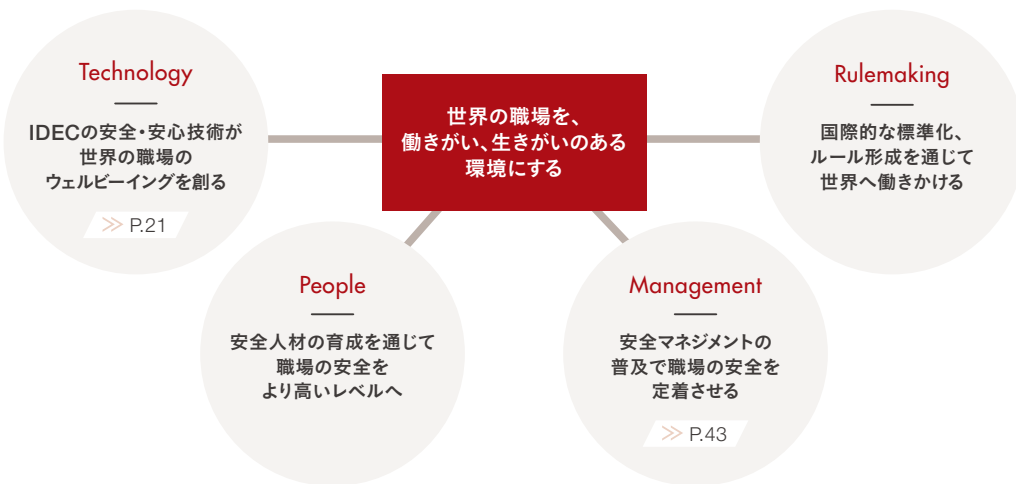 Technology
IDECの安全・安心技術が
世界の職場の
ウェルビーイングを創る
≫ P.21
世界の職場を、
働きがい、生きがいのある
環境にする
Rulemaking
国際的な標準化、
ルール形成を通じて
世界へ働きかける
People
安全人材の育成を通じて
職場の安全を
より高いレベルへ
Management
安全マネジメントの
普及で職場の安全を
定着させる
≫ P.43